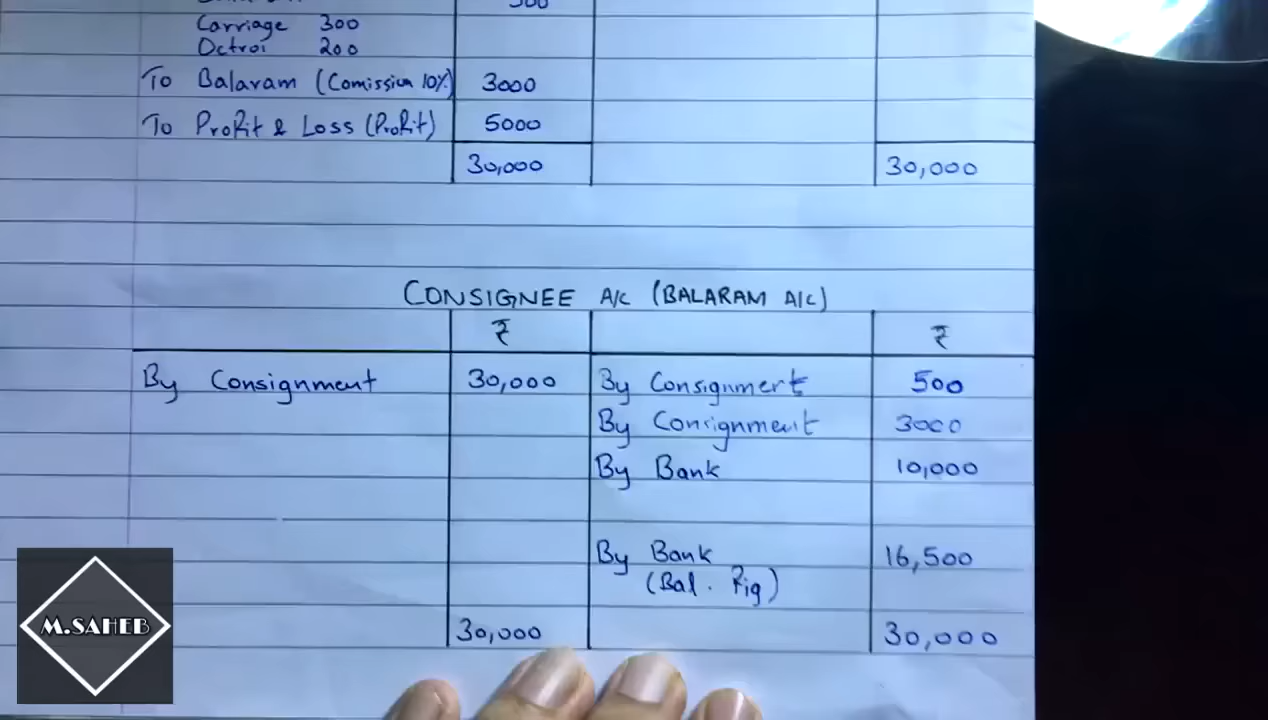 Carriage 300
Octroi 200
To Balaram (Comission 10%) 3000
To Profit & Loss (Profit) 5000
30,000 30,000
CONSIGNEE A/C (BALARAM A/C)
₹ ₹
By Consignment 30,000 By Consignment 500
By Consignment 3000
By Bank 10,000
By Bank 16,500
(Bal. Fig)
30,000 30,000
M.SAHEB